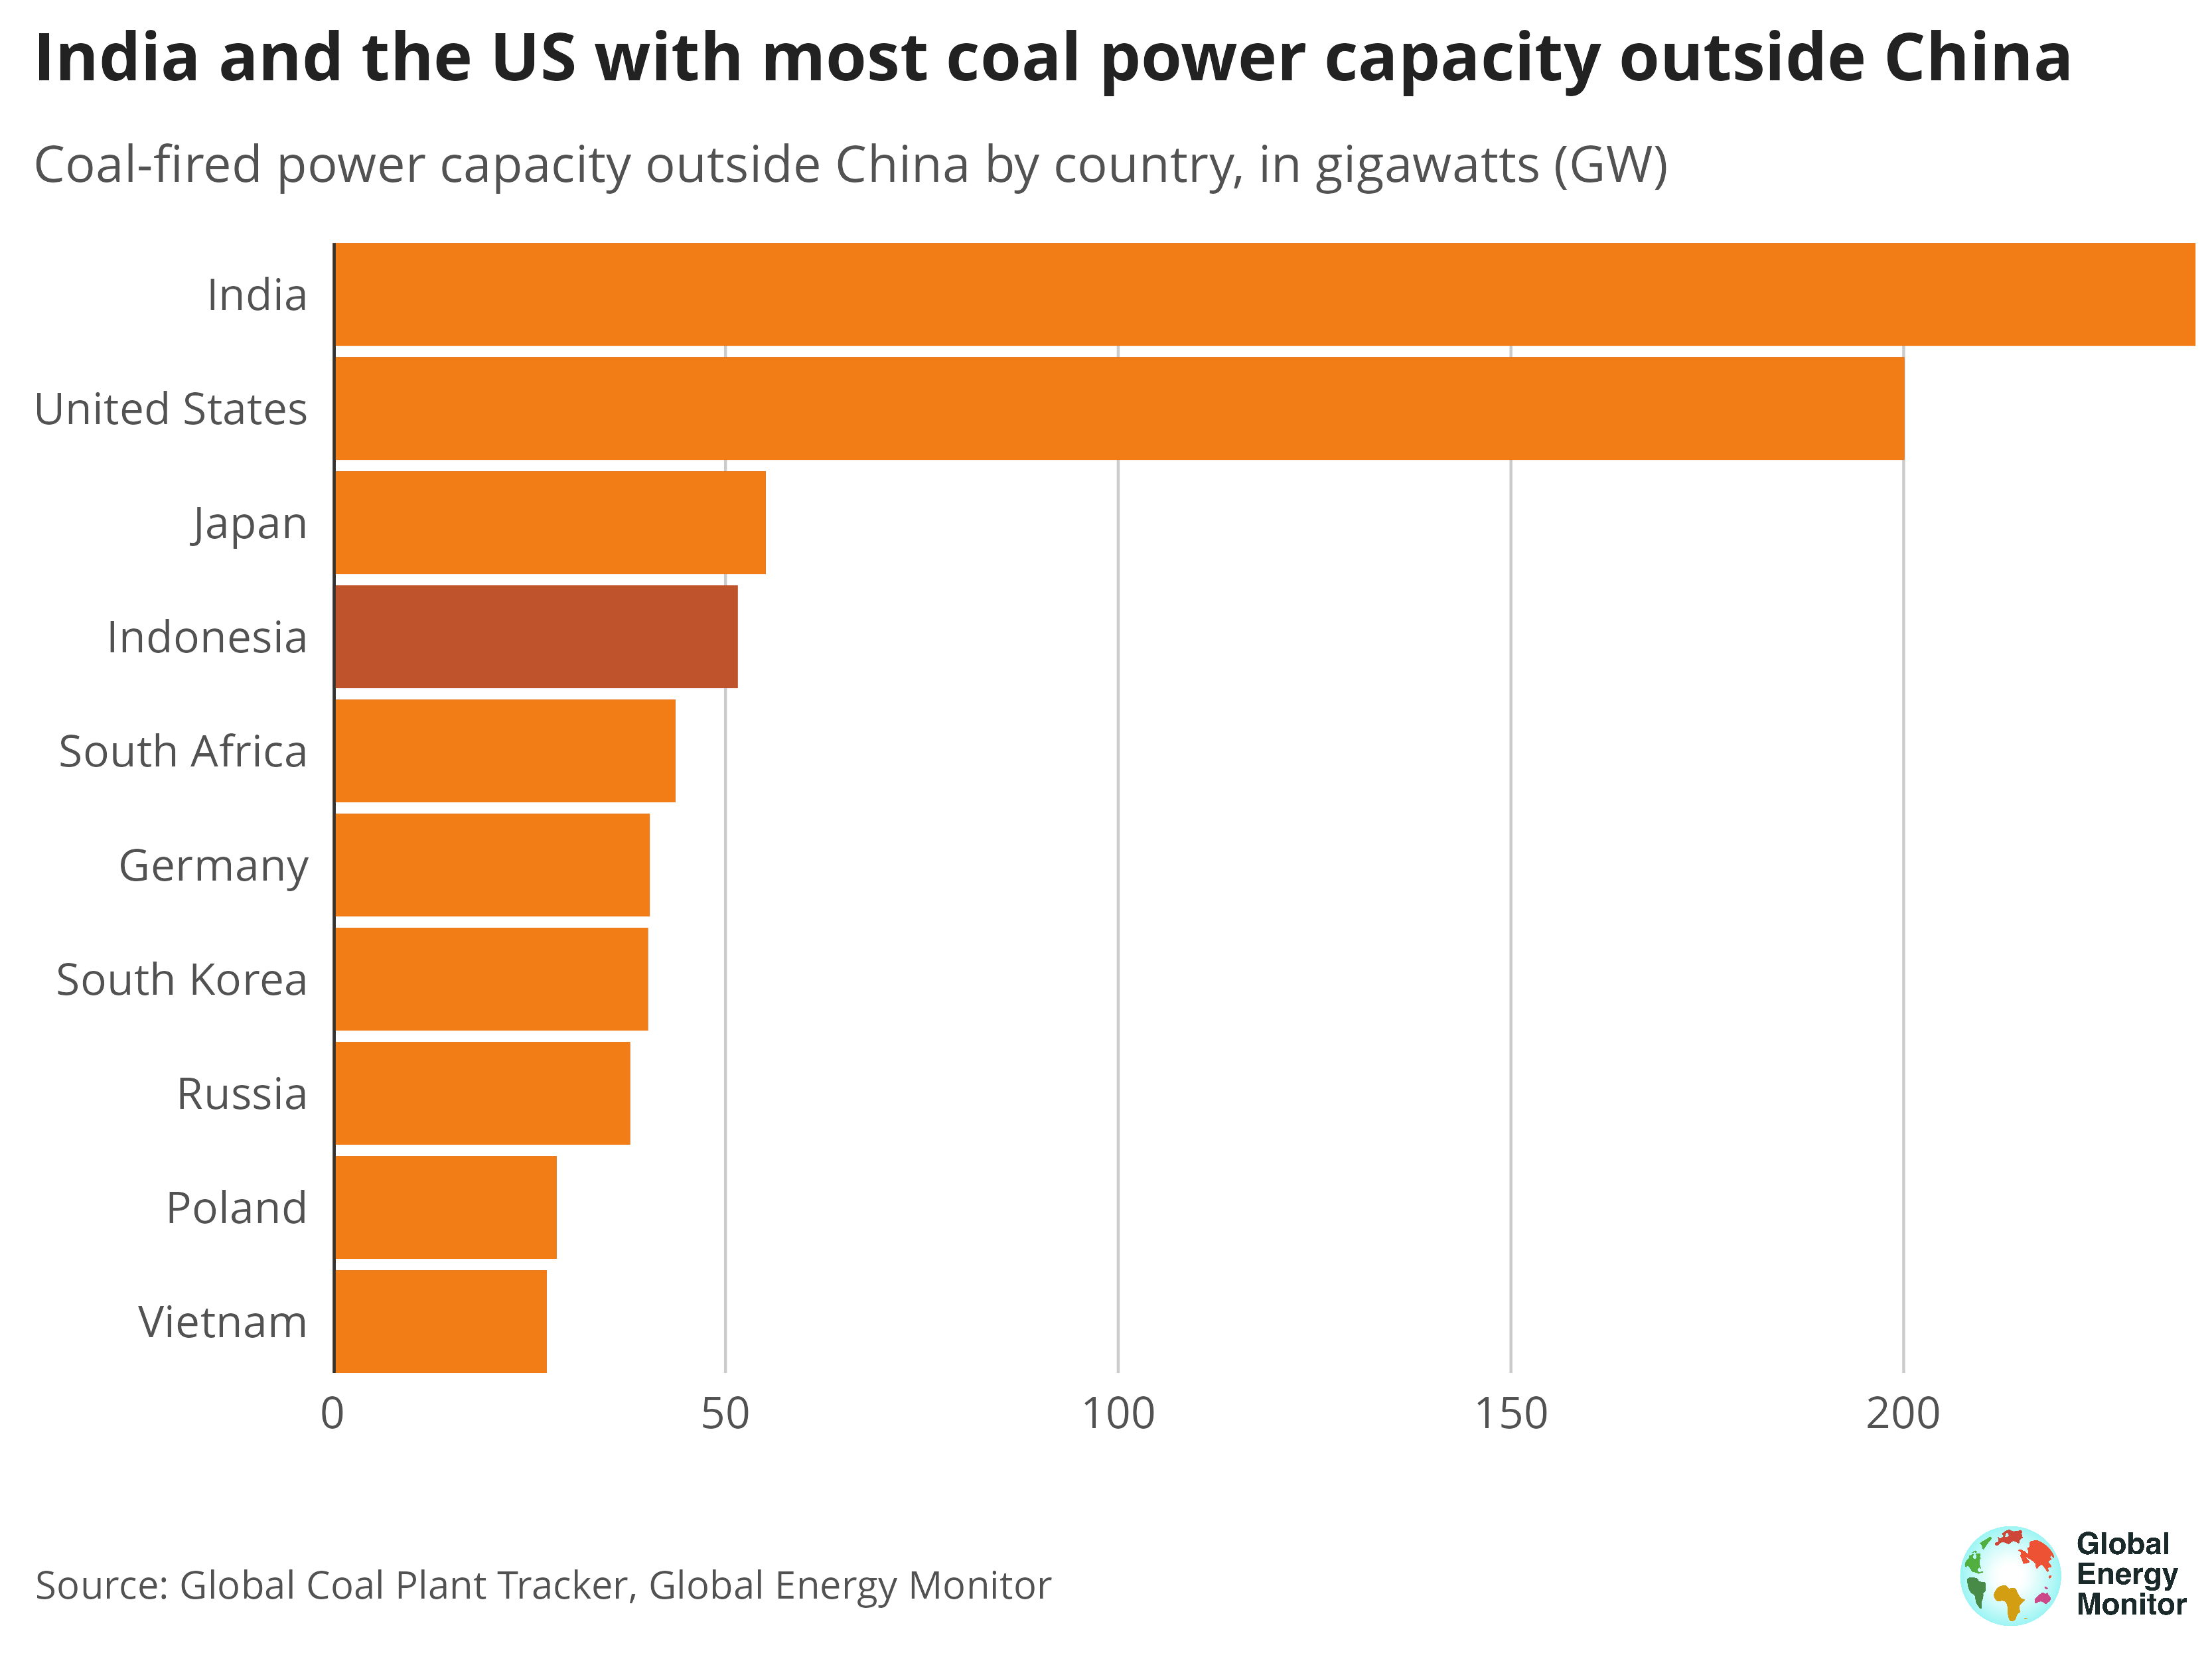 India and the US with most coal power capacity outside China
Coal-fired power capacity outside China by country, in gigawatts (GW)
India
United States
Japan
Indonesia
South Africa
Germany
South Korea
Russia
Poland
Vietnam
0 50 100 150 200
Source: Global Coal Plant Tracker, Global Energy Monitor
Global
Energy
Monitor